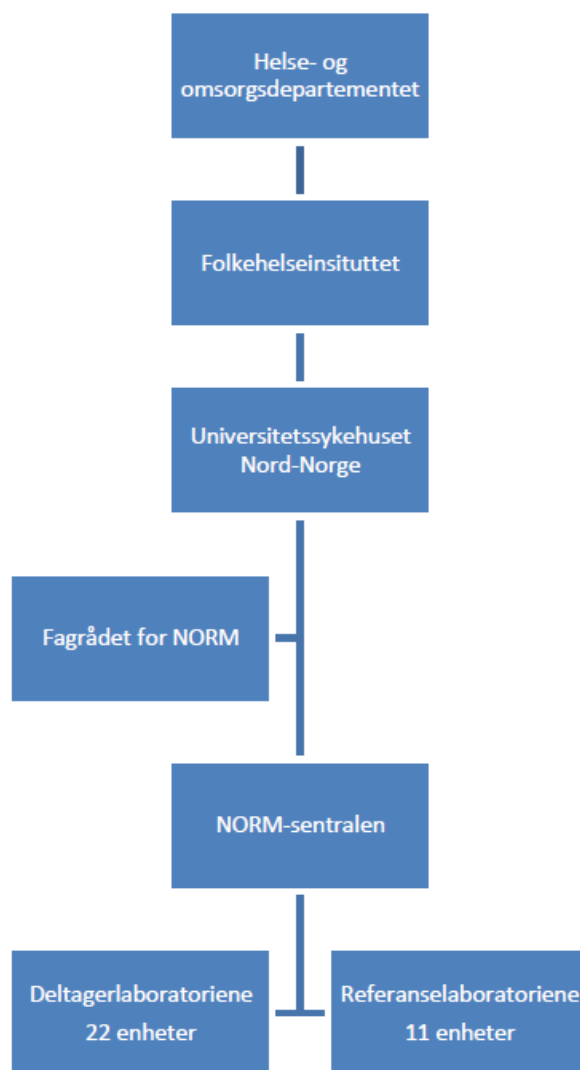 Helse- og
omsorgsdepartementet
Folkehelseinsituttet
Universitetssykehuset
Nord-Norge
Fagrådet for NORM
NORM-sentralen
Deltagerlaboratoriene
22 enheter
Referanselaboratoriene
11 enheter